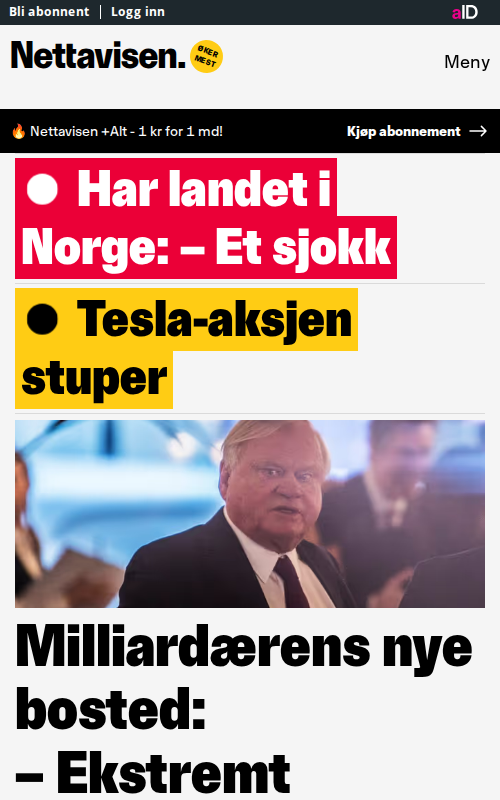 Bli abonnent | Logg inn
aID
Nettavisen.
ØKER
MEST
Meny
🔥 Nettavisen +Alt - 1 kr for 1 md!
Kjøp abonnement →
Har landet i
Norge: – Et sjokk
Tesla-aksjen
stuper
Milliardærens nye
bosted:
– Ekstremt